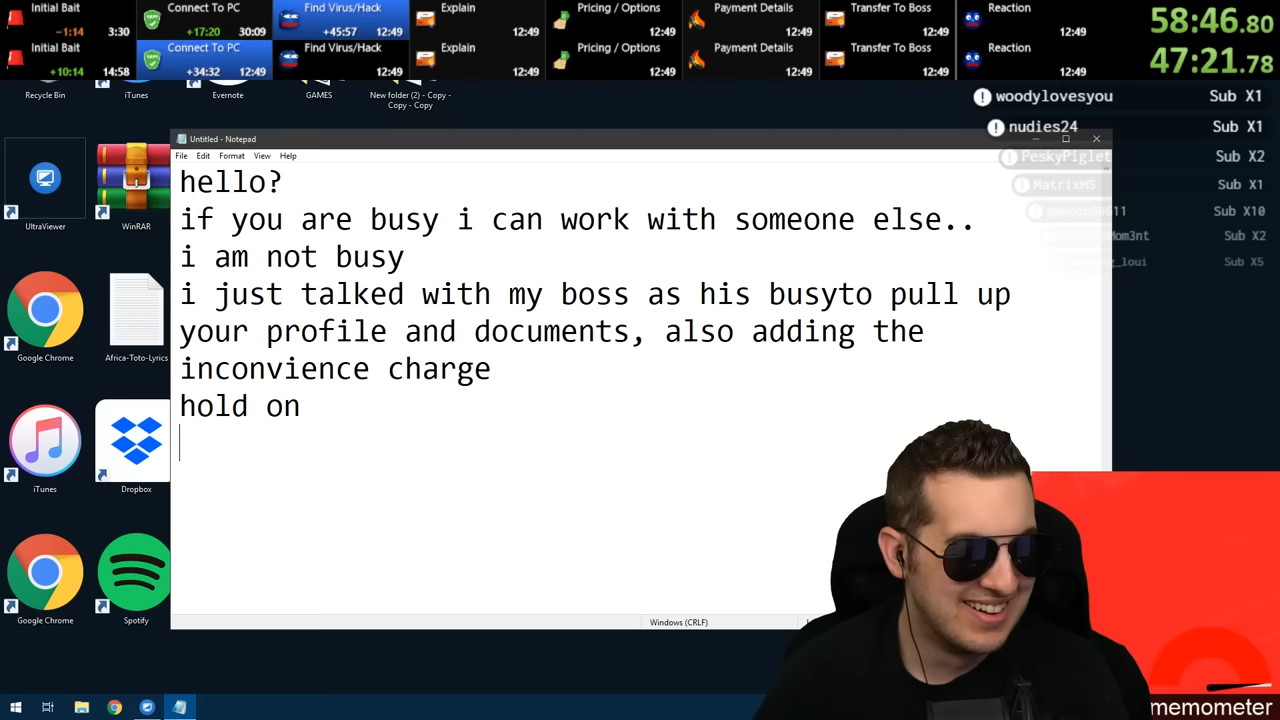 Initial Bait
-1:14 3:30
Connect To PC
+17:20 30:09
Find Virus/Hack
+45:57 12:49
Explain
12:49
Pricing / Options
12:49
Payment Details
12:49
Transfer To Boss
12:49
Reaction
12:49
58:46.80
Initial Bait
+10:14 14:58
Connect To PC
+34:32 12:49
Find Virus/Hack
12:49
Explain
12:49
Pricing / Options
12:49
Payment Details
12:49
Transfer To Boss
12:49
Reaction
12:49
47:21.78
Recycle Bin
iTunes
Evernote
GAMES
New folder (2) -
Copy - Copy
woodylovesyou Sub X1
nudies24 Sub X1
PeskyPiglet Sub X2
MatrixMS Sub X1
Sub X10
Sub X2
Sub X5
Untitled - Notepad
File Edit Format View Help
hello?
if you are busy i can work with someone else..
i am not busy
i just talked with my boss as his busyto pull up
your profile and documents, also adding the
inconvience charge
hold on
UltraViewer
WinRAR
Google Chrome
Africa-Toto-Lyrics
iTunes
Dropbox
Google Chrome
Spotify
Windows (CRLF)
memometer